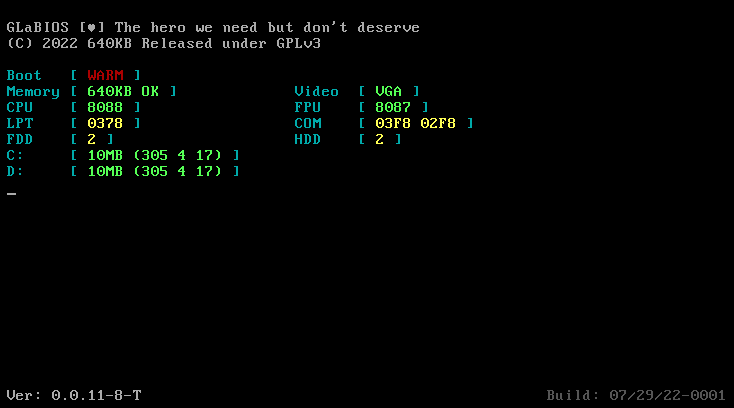 GLaBIOS [♥] The hero we need but don't deserve
(C) 2022 640KB Released under GPLv3
Boot [ WARM ]
Memory [ 640KB OK ] Video [ VGA ]
CPU [ 8088 ] FPU [ 8087 ]
LPT [ 0378 ] COM [ 03F8 02F8 ]
FDD [ 2 ] HDD [ 2 ]
C: [ 10MB (305 4 17) ]
D: [ 10MB (305 4 17) ]
_
Ver: 0.0.11-8-T Build: 07/29/22-0001